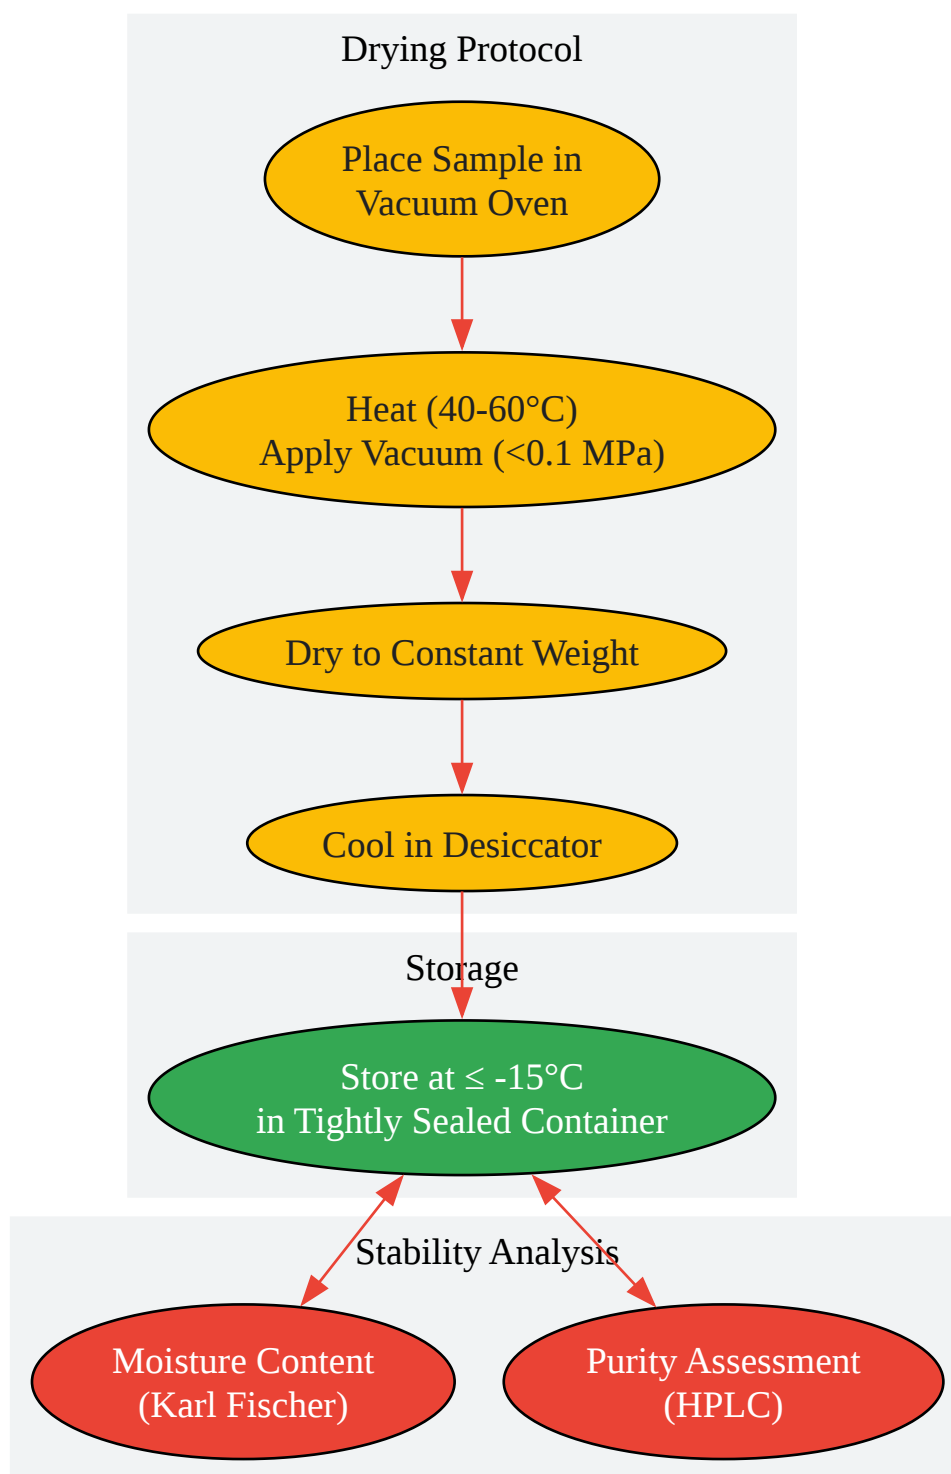 Drying Protocol
Place Sample in
Vacuum Oven
Heat (40-60°C)
Apply Vacuum (<0.1 MPa)
Dry to Constant Weight
Cool in Desiccator
Storage
Store at ≤ -15°C
in Tightly Sealed Container
Stability Analysis
Moisture Content
(Karl Fischer)
Purity Assessment
(HPLC)